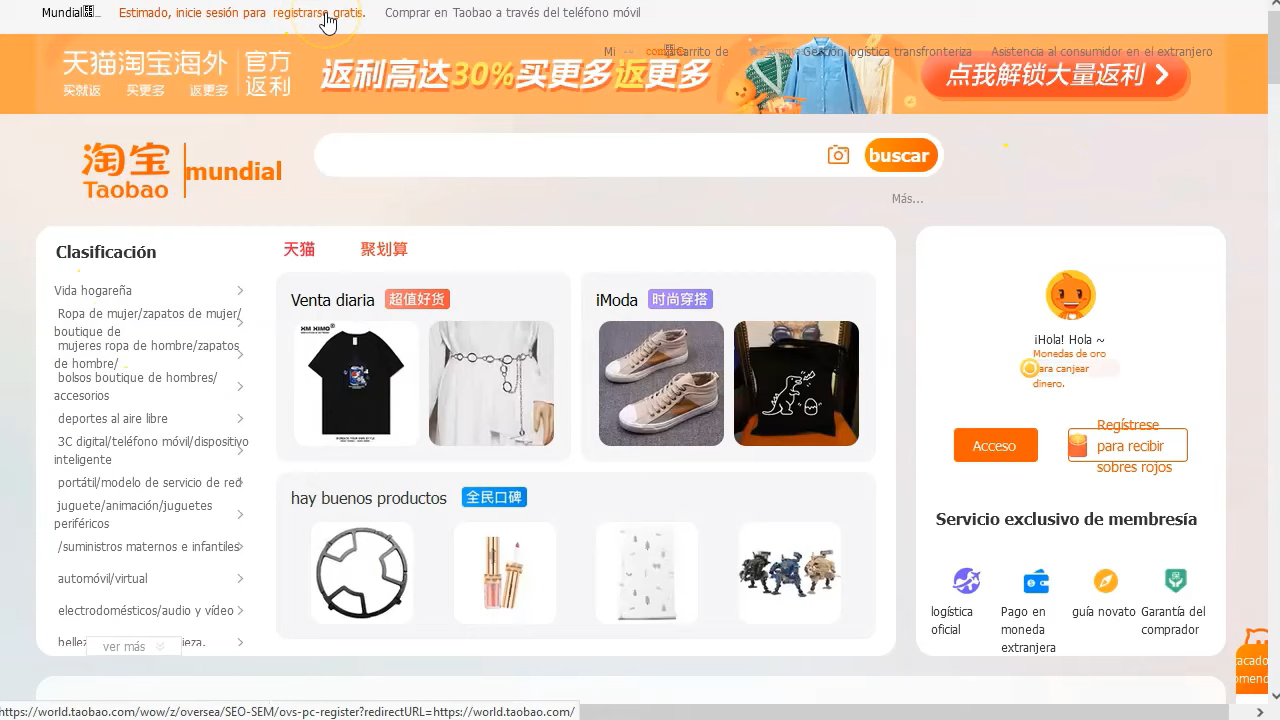 Mundial
Estimado, inicie sesión para registrarse gratis.
Comprar en Taobao a través del teléfono móvil
Mi
Carrito de
Gestión logística transfronteriza
Asistencia al consumidor en el extranjero
天猫淘宝海外
官方
返利
买就返 买更多 返更多
返利高达30%买更多返更多
点我解锁大量返利
淘宝
Taobao
mundial
buscar
Más...
Clasificación
天猫
聚划算
Vida hogareña
Ropa de mujer/zapatos de mujer/
boutique de
mujeres ropa de hombre/zapatos
de hombre/
bolsos boutique de hombres/
accesorios
deportes al aire libre
3C digital/teléfono móvil/dispositivo
inteligente
portátil/modelo de servicio de red
juguete/animación/juguetes
periféricos
/suministros maternos e infantiles
automóvil/virtual
electrodomésticos/audio y vídeo
ver más
Venta diaria 超值好货
XM XIMO
iModa 时尚穿搭
hay buenos productos 全民口碑
¡Hola! Hola ~
Monedas de oro
para canjear
dinero.
Acceso
Regístrese
para recibir
sobres rojos
Servicio exclusivo de membresía
logística
oficial
Pago en
moneda
extranjera
guía novato
Garantía del
comprador
https://world.taobao.com/wow/z/oversea/SEO-SEM/ovs-pc-register?redirectURL=https://world.taobao.com/